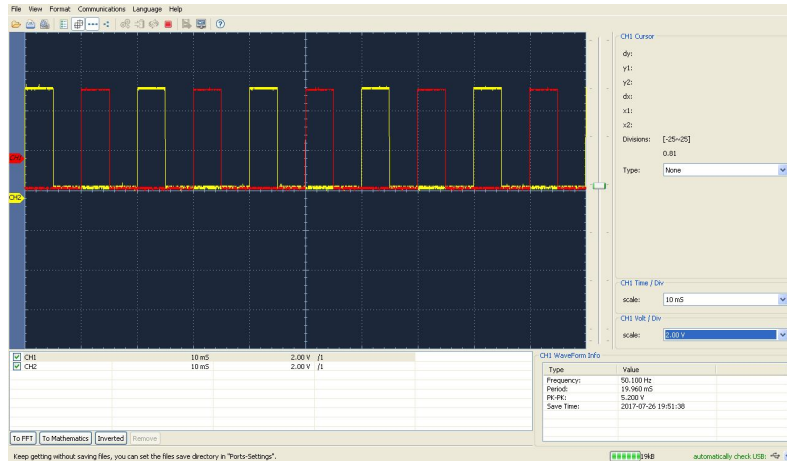 File View Format Communications Language Help
CH1 Cursor
dy:
y1:
y2:
dx:
x1:
x2:
Divisions: [-25~25]
0.81
Type: None
CH2
CH1 Time / Div
scale: 10 mS
CH1 Volt / Div
scale: 2.00 V
CH1 10 mS 2.00 V /1
CH2 10 mS 2.00 V /1
CH1 WaveForm Info
Type Value
Frequency: 50.100 Hz
Period: 19.960 mS
PK-PK: 5.200 V
Save Time: 2017-07-26 19:51:38
To FFT To Mathematics Inverted Remove
Keep getting without saving files, you can set the files save directory in "Ports-Settings".
19kB automatically check USB: